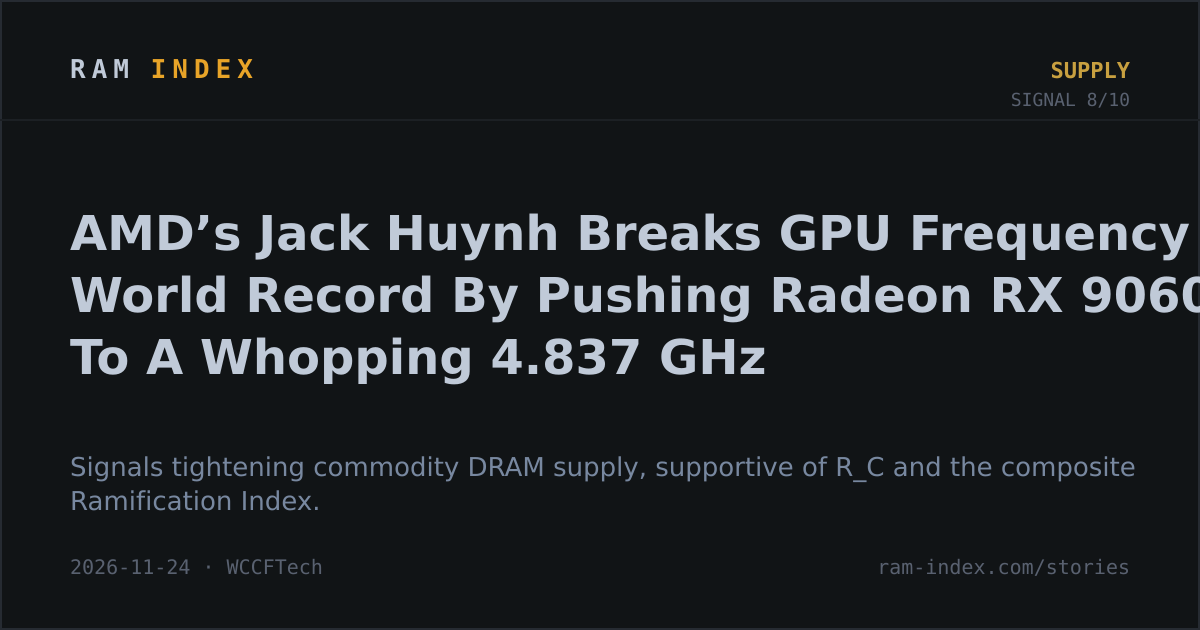 RAM INDEX
SUPPLY
SIGNAL 8/10
AMD’s Jack Huynh Breaks GPU Frequency
World Record By Pushing Radeon RX 9060
To A Whopping 4.837 GHz
Signals tightening commodity DRAM supply, supportive of R_C and the composite
Ramification Index.
2026-11-24 · WCCFTech
ram-index.com/stories